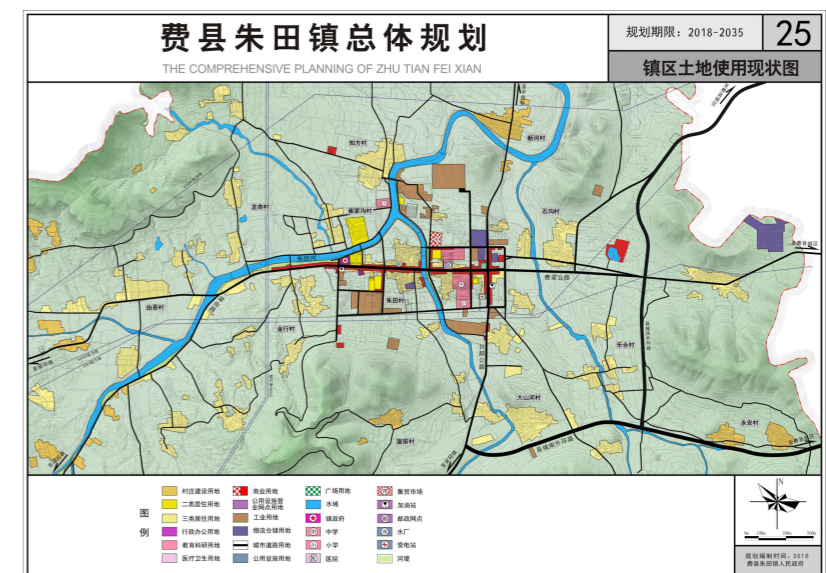 费县朱田镇总体规划
THE COMPREHENSIVE PLANNING OF ZHU TIAN FEI XIAN
规划期限：2018-2035
25
镇区土地使用现状图
新河村
知方村
崔家沟村
石沟村
朱田河
费梁公路
朱田村
由吾村
金行村
乐会村
大山河村
崮前村
永安村
图例
村庄建设用地
二类居住用地
三类居住用地
行政办公用地
教育科研用地
医疗卫生用地
商业用地
公用设施营业网点用地
工业用地
物流仓储用地
城市道路用地
公用设施用地
广场用地
水域
镇政府
中学
小学
医院
集贸市场
加油站
邮政网点
水厂
变电站
河堤
N
0m 100m 300m 500m
规划编制时间：2018
费县朱田镇人民政府